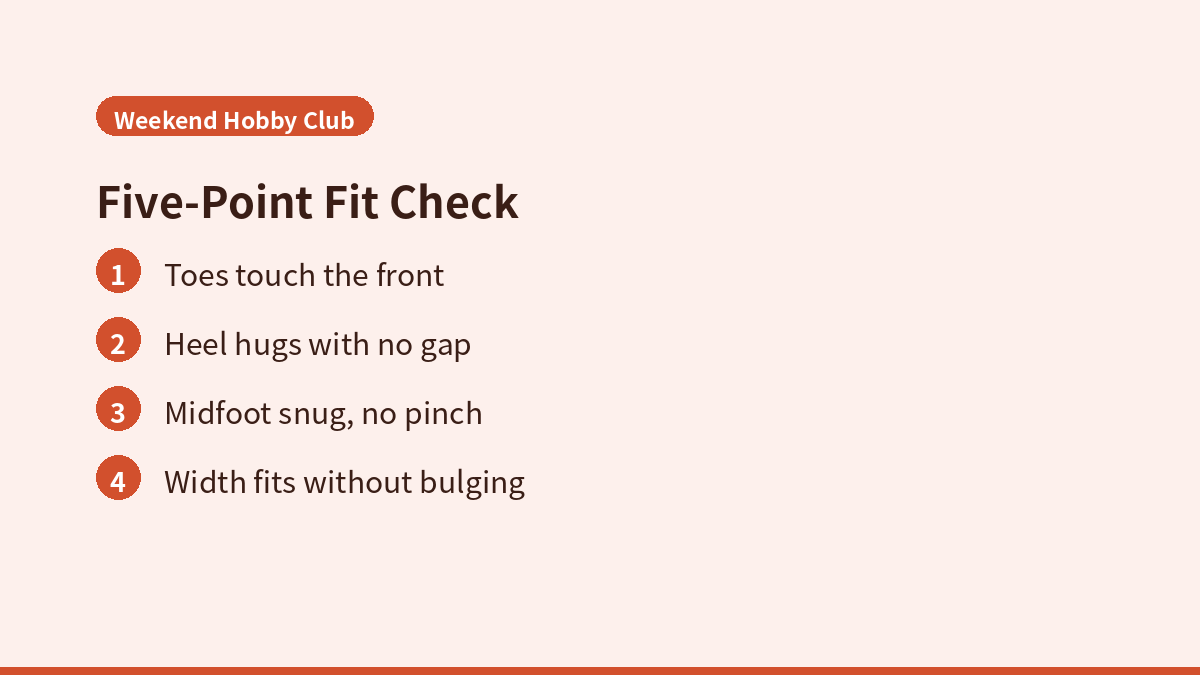 Weekend Hobby Club
Five-Point Fit Check
1 Toes touch the front
2 Heel hugs with no gap
3 Midfoot snug, no pinch
4 Width fits without bulging